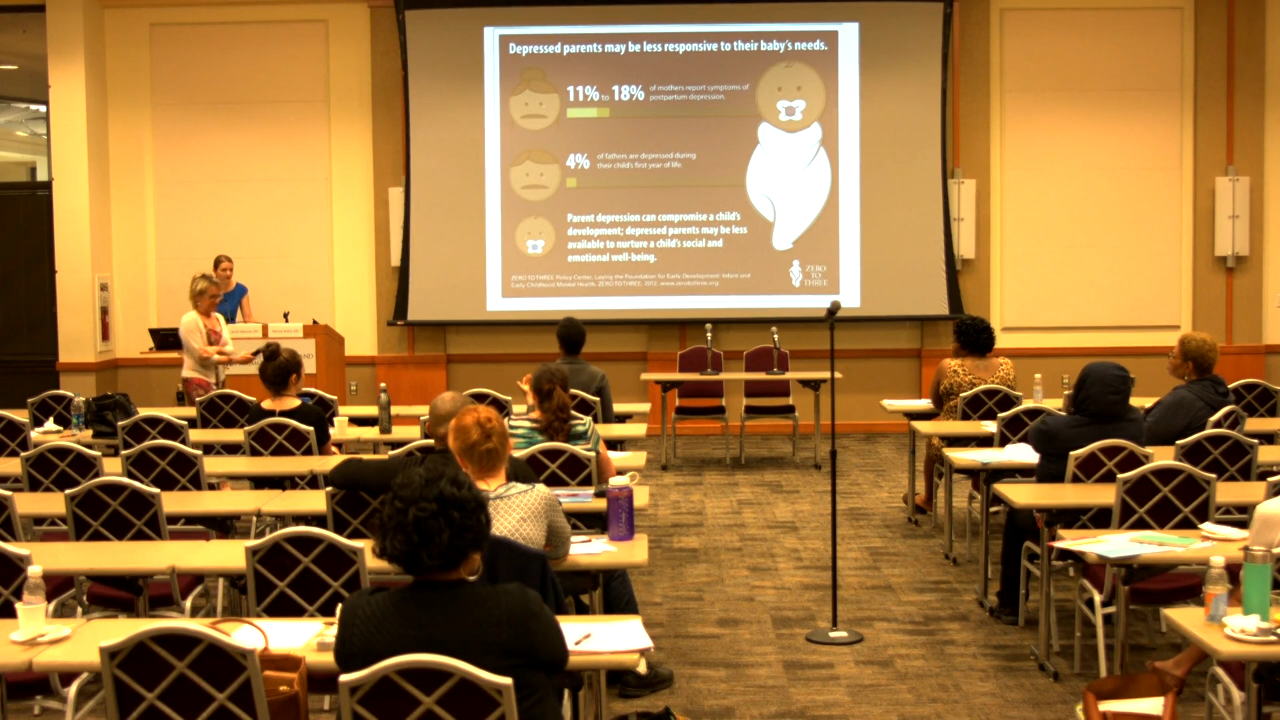 Depressed parents may be less responsive to their baby's needs.
11% to 18% of mothers report symptoms of
postpartum depression.
4% of fathers are depressed during
their child's first year of life.
Parent depression can compromise a child's
development; depressed parents may be less
available to nurture a child's social and
emotional well-being.
ZERO TO THREE Policy Center, Laying the Foundation for Early Development: Infant and
Early Childhood Mental Health, ZERO TO THREE, 2012, www.zerotothree.org
ZERO
TO
THREE